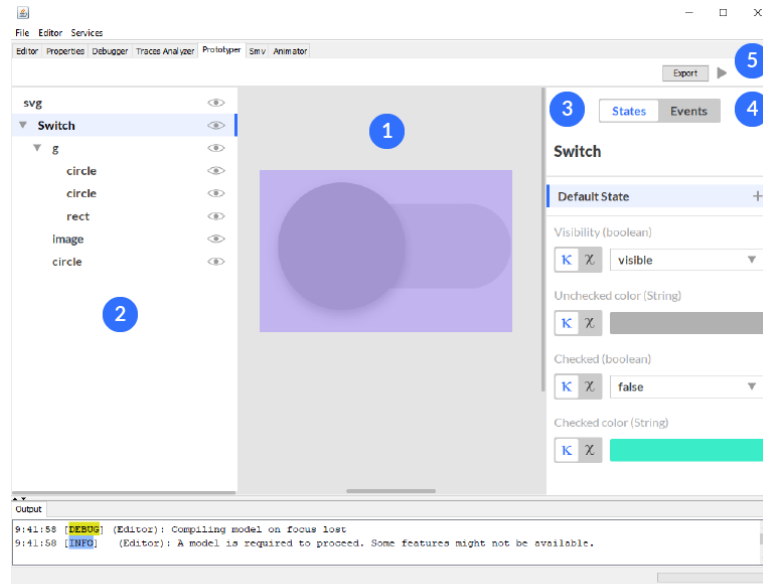 File Editor Services
Editor Properties Debugger Traces Analyzer Prototyper Smv Animator
Export
5
svg
Switch
g
circle
circle
rect
image
circle
2
1
3
States Events
4
Switch
Default State +
Visibility (boolean)
K χ visible
Unchecked color (String)
K χ
Checked (boolean)
K χ false
Checked color (String)
K χ
Output
9:41:58 [DEBUG] (Editor): Compiling model on focus lost
9:41:58 [INFO] (Editor): A model is required to proceed. Some features might not be available.